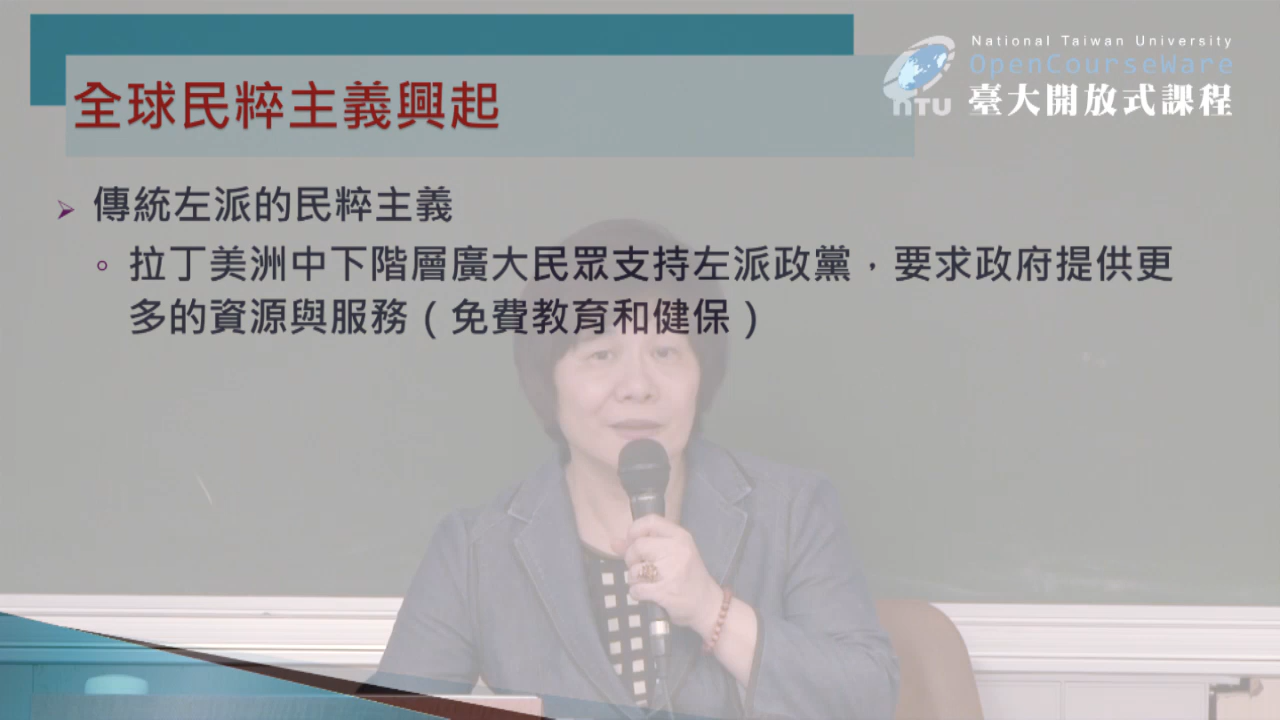 National Taiwan University
OpenCourseWare
NTU 臺大開放式課程
全球民粹主義興起
傳統左派的民粹主義
拉丁美洲中下階層廣大民眾支持左派政黨，要求政府提供更
多的資源與服務（免費教育和健保）